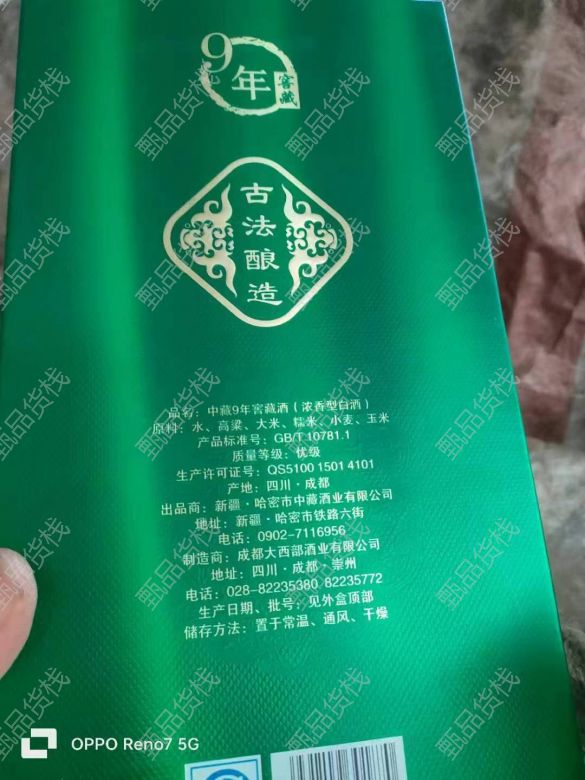 9年
窖藏
古法酿造
品名：中藏9年窖藏酒（浓香型白酒）
原料：水、高粱、大米、糯米、小麦、玉米
产品标准号：GB/T 10781.1
质量等级：优级
生产许可证号：QS5100 1501 4101
产地：四川·成都
出品商：新疆·哈密市中藏酒业有限公司
地址：新疆·哈密市铁路六街
电话：0902-7116956
制造商：成都大西部酒业有限公司
地址：四川·成都·崇州
电话：028-82235380 82235772
生产日期、批号：见外盒顶部
储存方法：置于常温、通风、干燥
OPPO Reno7 5G
甄品货栈